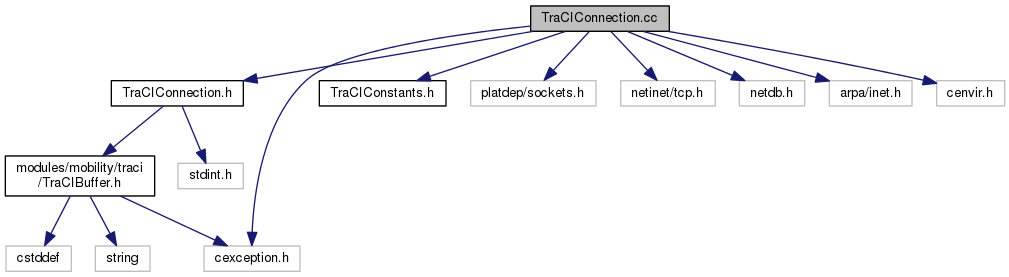 TraCIConnection.cc
TraCIConnection.h
TraCIConstants.h
platdep/sockets.h
netinet/tcp.h
netdb.h
arpa/inet.h
cenvir.h
modules/mobility/traci
/TraCIBuffer.h
stdint.h
cstddef
string
cexception.h